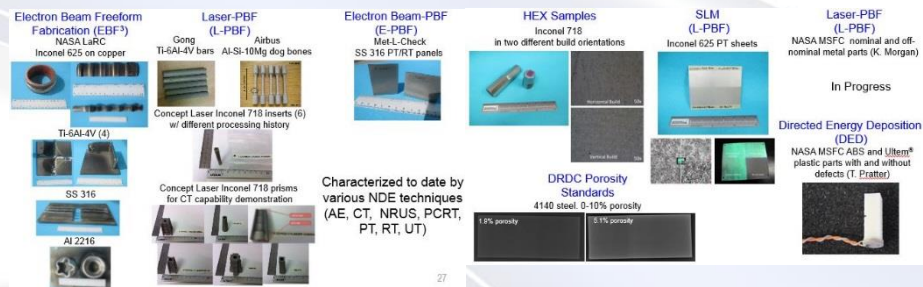 Electron Beam Freeform
Fabrication (EBF³)
NASA LaRC
Inconel 625 on copper
Ti-6Al-4V (4)
SS 316
Al 2216
Laser-PBF
(L-PBF)
Gong
Ti-6Al-4V bars
Airbus
Al-Si-10Mg dog bones
Concept Laser Inconel 718 inserts (6)
w/ different processing history
Concept Laser Inconel 718 prisms
for CT capability demonstration
Electron Beam-PBF
(E-PBF)
Met-L-Check
SS 316 PT/RT panels
Characterized to date by
various NDE techniques
(AE, CT, NRUS, PCRT,
PT, RT, UT)
27
HEX Samples
Inconel 718
in two different build orientations
Horizontal Build
50x
Vertical Build
50x
DRDC Porosity
Standards
4140 steel. 0-10% porosity
1.9% porosity
5.1% porosity
SLM
(L-PBF)
Inconel 625 PT sheets
Laser-PBF
(L-PBF)
NASA MSFC nominal and off-
nominal metal parts (K. Morgan)
In Progress
Directed Energy Deposition
(DED)
NASA MSFC ABS and Ultem®
plastic parts with and without
defects (T. Pratter)